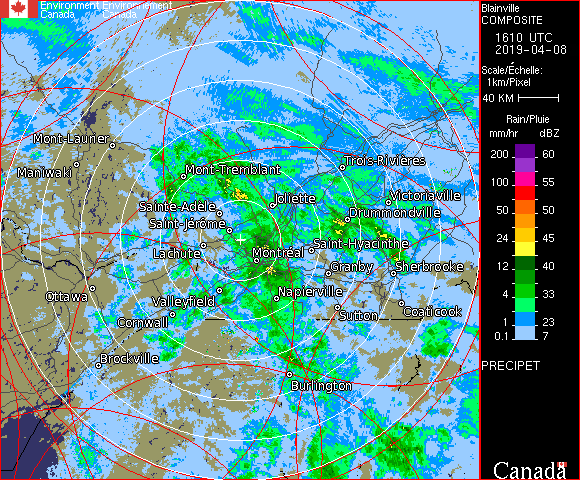 Environment Environnement
Canada Canada
Blainville
COMPOSITE
1610 UTC
2019-04-08
Scale/Échelle:
1km/Pixel
40 KM
Rain/Pluie
mm/hr dBZ
200 60
100 55
50 50
24 45
12 40
4 33
1 23
0.1 7
PRECIPET
Canada
Mont-Laurier
Maniwaki
Mont-Tremblant
Trois-Rivières
Sainte-Adele
Joliette
Victoriaville
Drummondville
Saint-Jérôme
Lachute
Montréal
Saint-Hyacinthe
Granby
Sherbrooke
Ottawa
Valleyfield
Napierville
Cornwall
Sutton
Coaticook
Brockville
Burlington